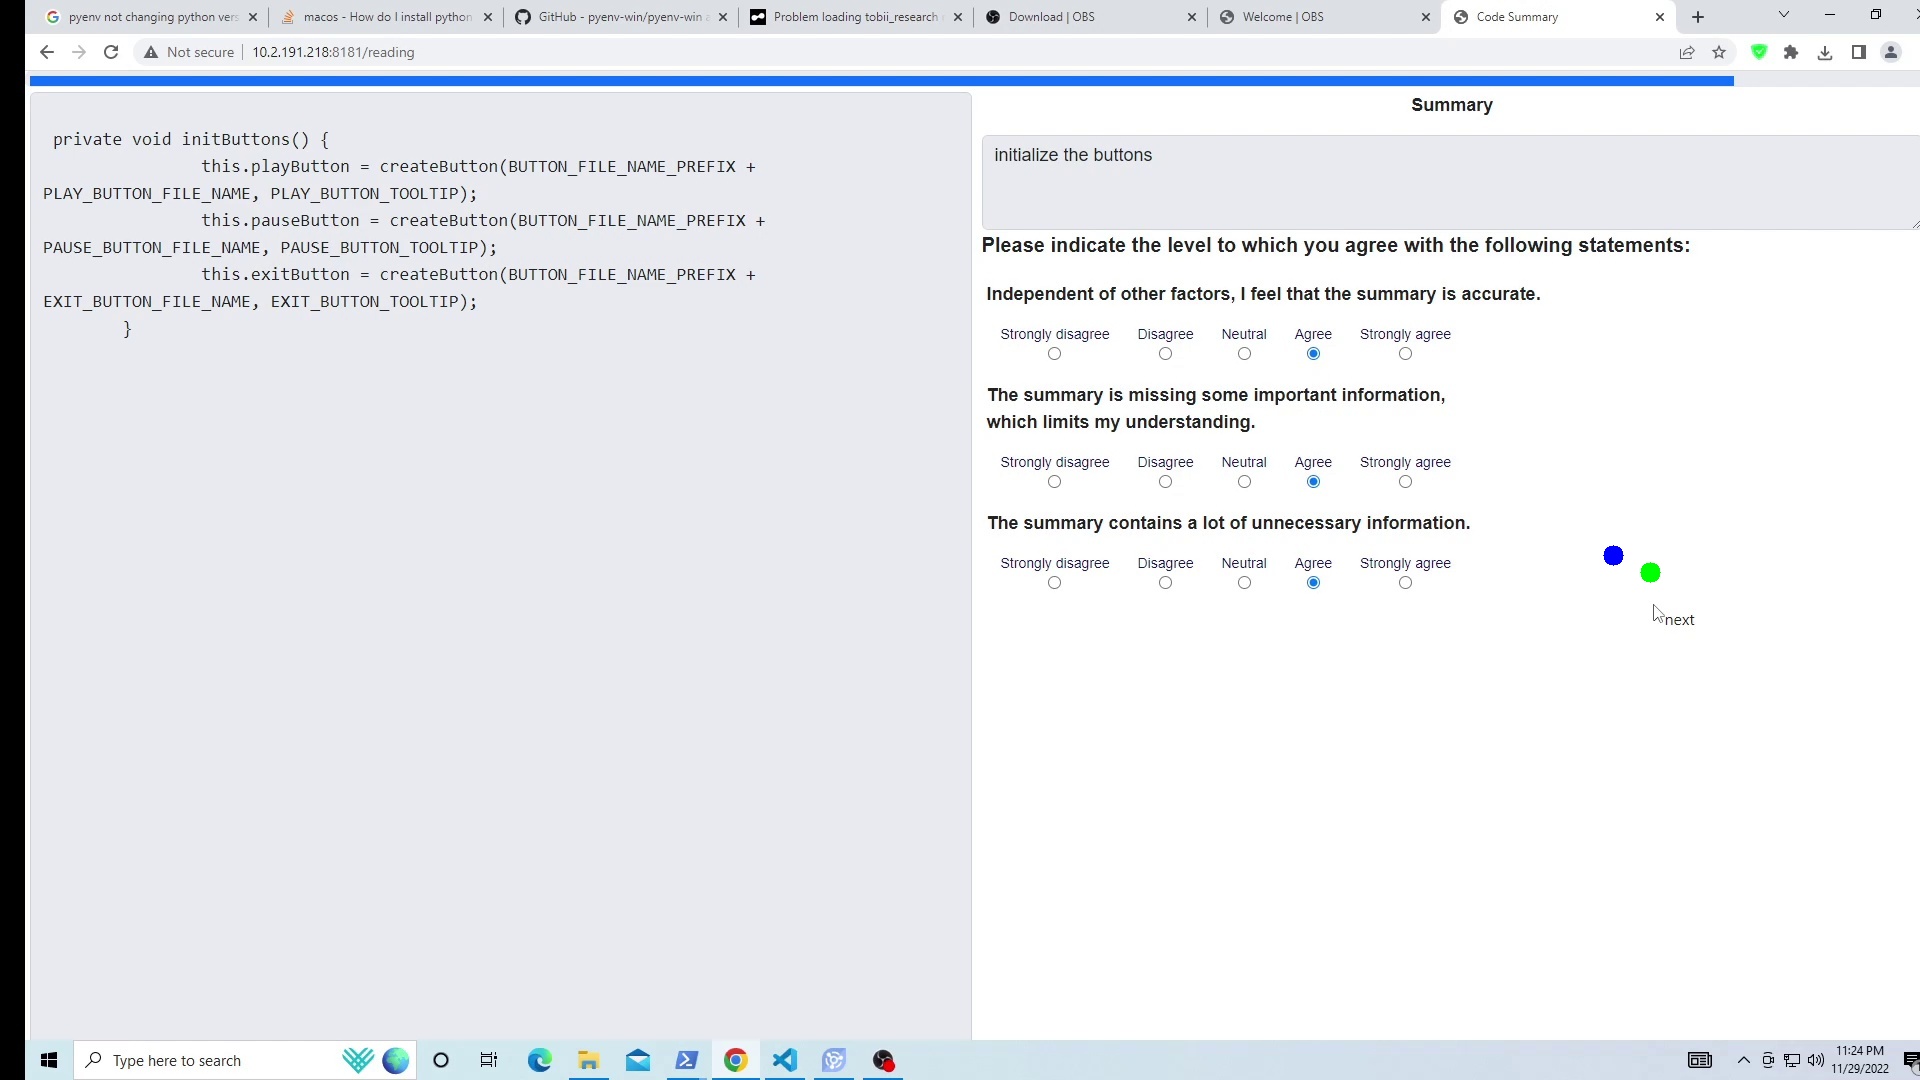 pyenv not changing python vers
macos - How do I install python
GitHub - pyenv-win/pyenv-win a
Problem loading tobii_research
Download | OBS
Welcome | OBS
Code Summary
Not secure
10.2.191.218:8181/reading
private void initButtons() {
this.playButton = createButton(BUTTON_FILE_NAME_PREFIX +
PLAY_BUTTON_FILE_NAME, PLAY_BUTTON_TOOLTIP);
this.pauseButton = createButton(BUTTON_FILE_NAME_PREFIX +
PAUSE_BUTTON_FILE_NAME, PAUSE_BUTTON_TOOLTIP);
this.exitButton = createButton(BUTTON_FILE_NAME_PREFIX +
EXIT_BUTTON_FILE_NAME, EXIT_BUTTON_TOOLTIP);
}
Summary
initialize the buttons
Please indicate the level to which you agree with the following statements:
Independent of other factors, I feel that the summary is accurate.
Strongly disagree Disagree Neutral Agree Strongly agree
The summary is missing some important information,
which limits my understanding.
Strongly disagree Disagree Neutral Agree Strongly agree
The summary contains a lot of unnecessary information.
Strongly disagree Disagree Neutral Agree Strongly agree
next
Type here to search
11:24 PM
11/29/2022